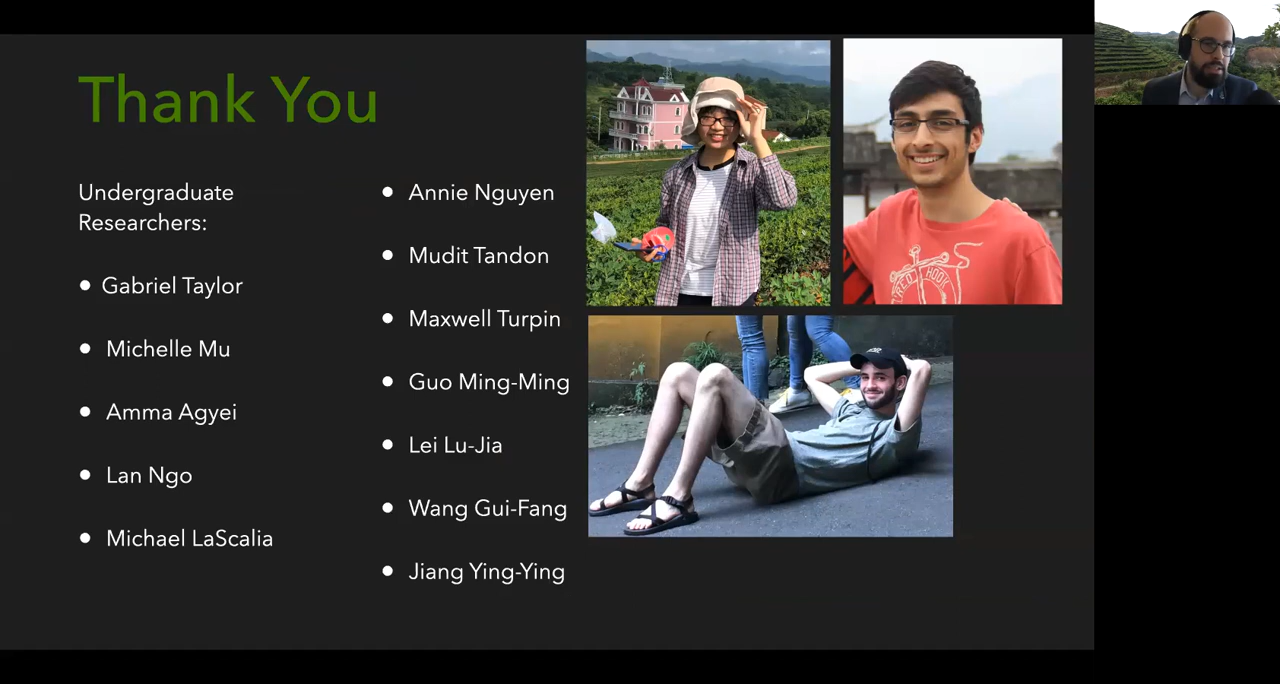 Thank You
Undergraduate
Researchers:
Gabriel Taylor
Michelle Mu
Amma Agyei
Lan Ngo
Michael LaScalia
Annie Nguyen
Mudit Tandon
Maxwell Turpin
Guo Ming-Ming
Lei Lu-Jia
Wang Gui-Fang
Jiang Ying-Ying
HOOK